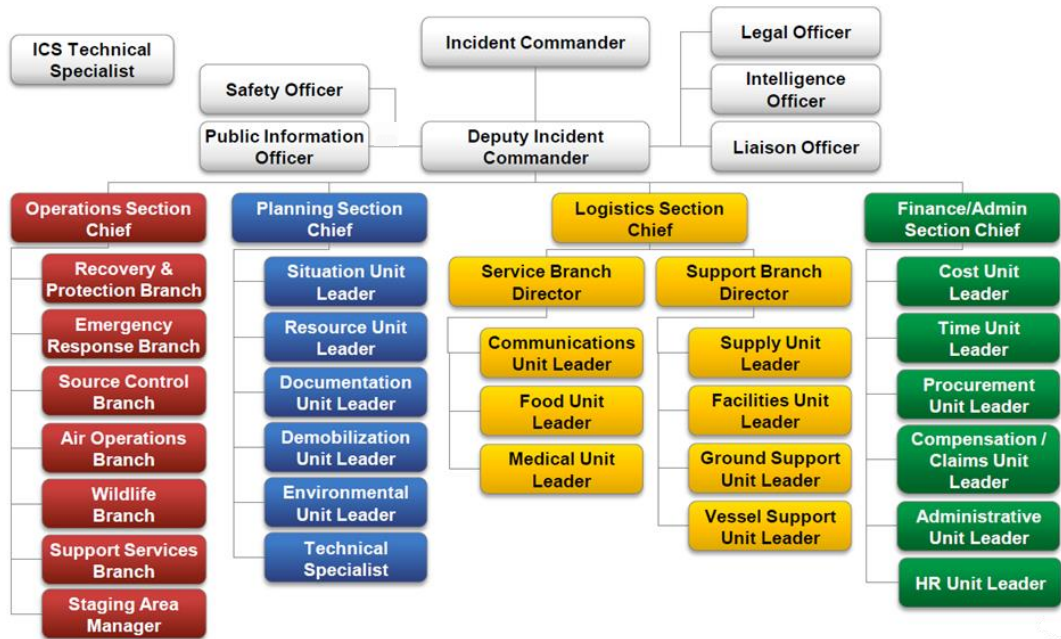 ICS Technical
Specialist
Incident Commander
Legal Officer
Safety Officer
Intelligence
Officer
Public Information
Officer
Deputy Incident
Commander
Liaison Officer
Operations Section
Chief
Recovery &
Protection Branch
Emergency
Response Branch
Source Control
Branch
Air Operations
Branch
Wildlife
Branch
Support Services
Branch
Staging Area
Manager
Planning Section
Chief
Situation Unit
Leader
Resource Unit
Leader
Documentation
Unit Leader
Demobilization
Unit Leader
Environmental
Unit Leader
Technical
Specialist
Logistics Section
Chief
Service Branch
Director
Communications
Unit Leader
Food Unit
Leader
Medical Unit
Leader
Support Branch
Director
Supply Unit
Leader
Facilities Unit
Leader
Ground Support
Unit Leader
Vessel Support
Unit Leader
Finance/Admin
Section Chief
Cost Unit
Leader
Time Unit
Leader
Procurement
Unit Leader
Compensation /
Claims Unit
Leader
Administrative
Unit Leader
HR Unit Leader